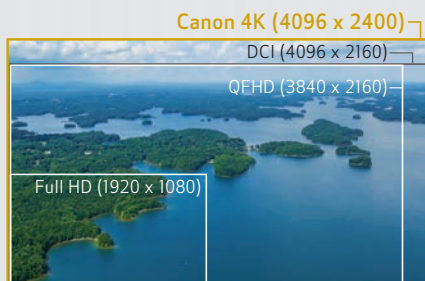 Canon 4K (4096 x 2400)
DCI (4096 x 2160)
QFHD (3840 x 2160)
Full HD (1920 x 1080)